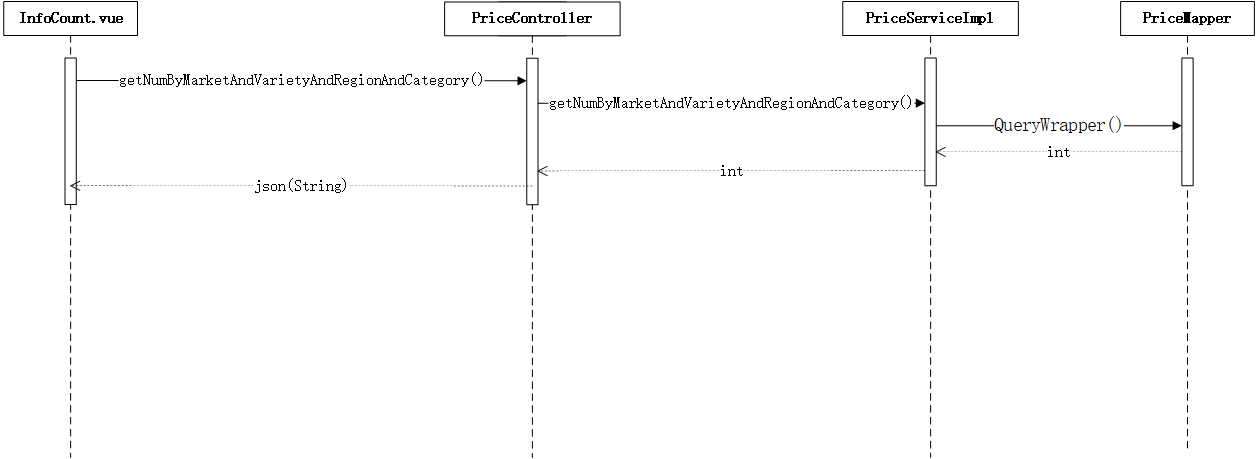 InfoCount.vue
PriceController
PriceServiceImpl
PriceMapper
getNumByMarketAndVarietyAndRegionAndCategory()
getNumByMarketAndVarietyAndRegionAndCategory()
QueryWrapper()
int
int
json(String)